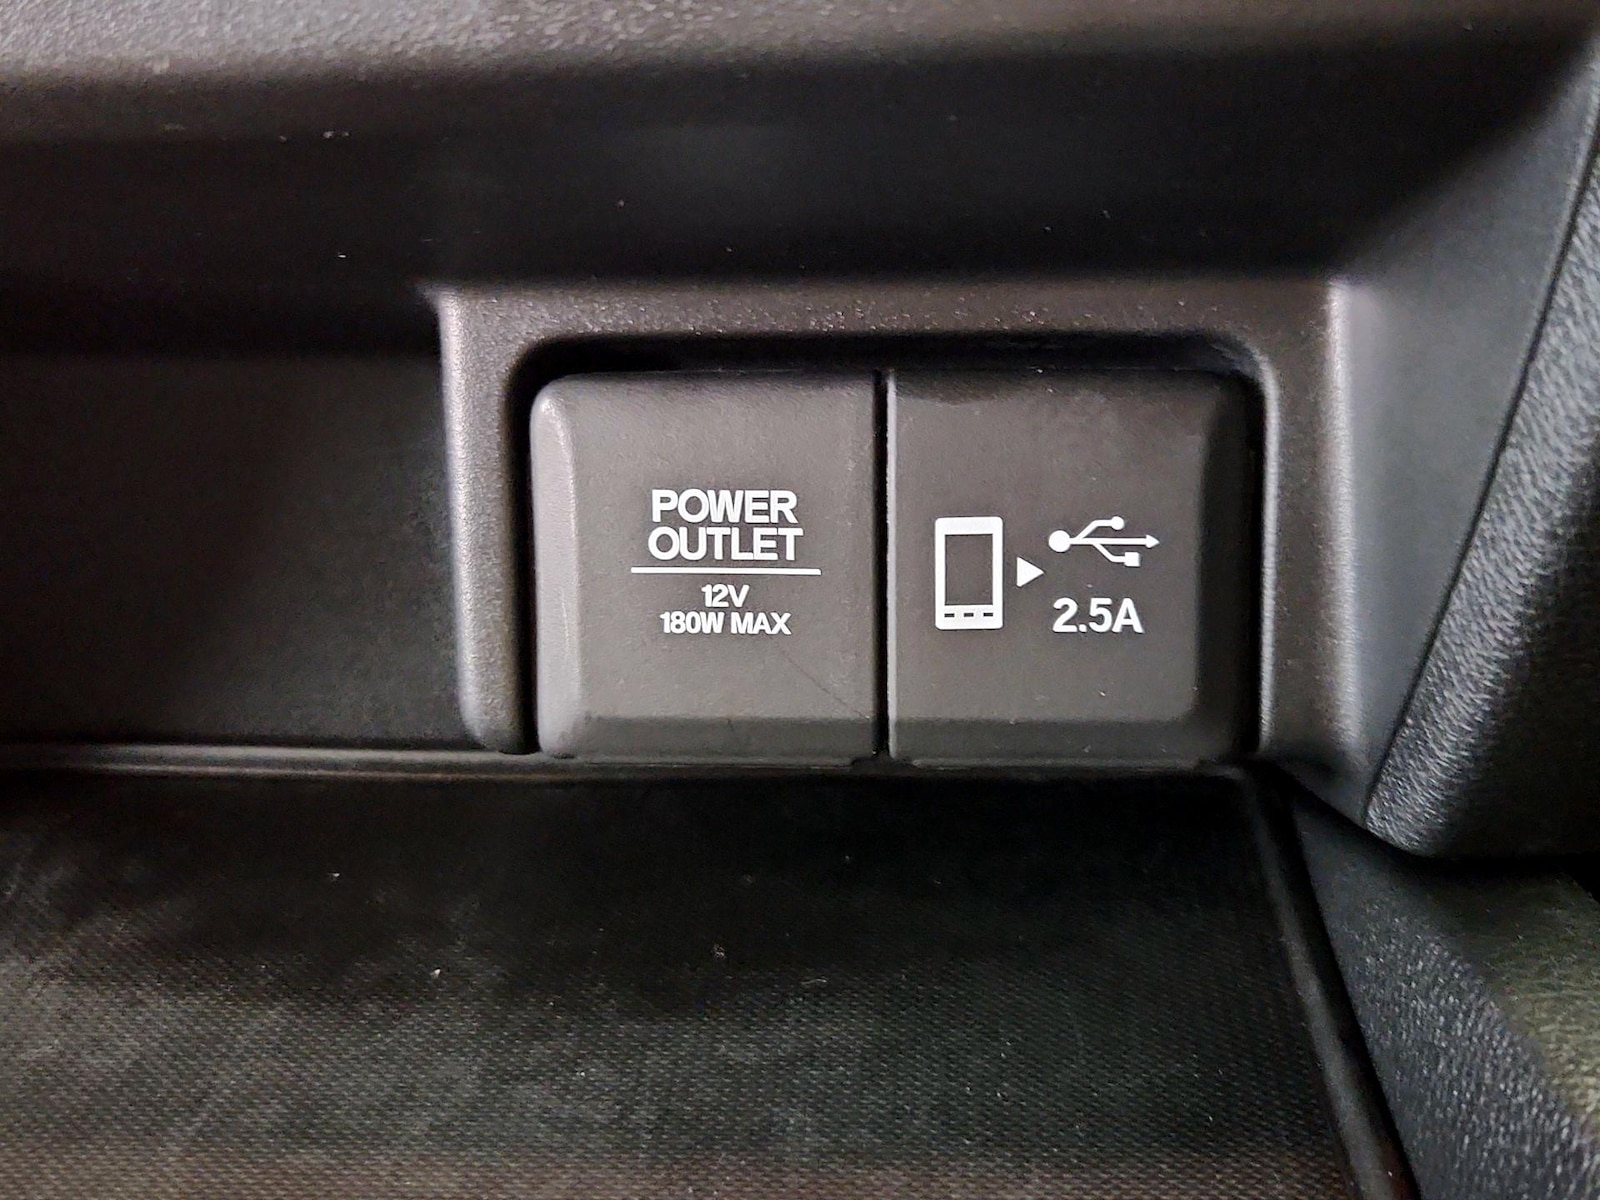 POWER
OUTLET
12V
180W MAX
2.5A